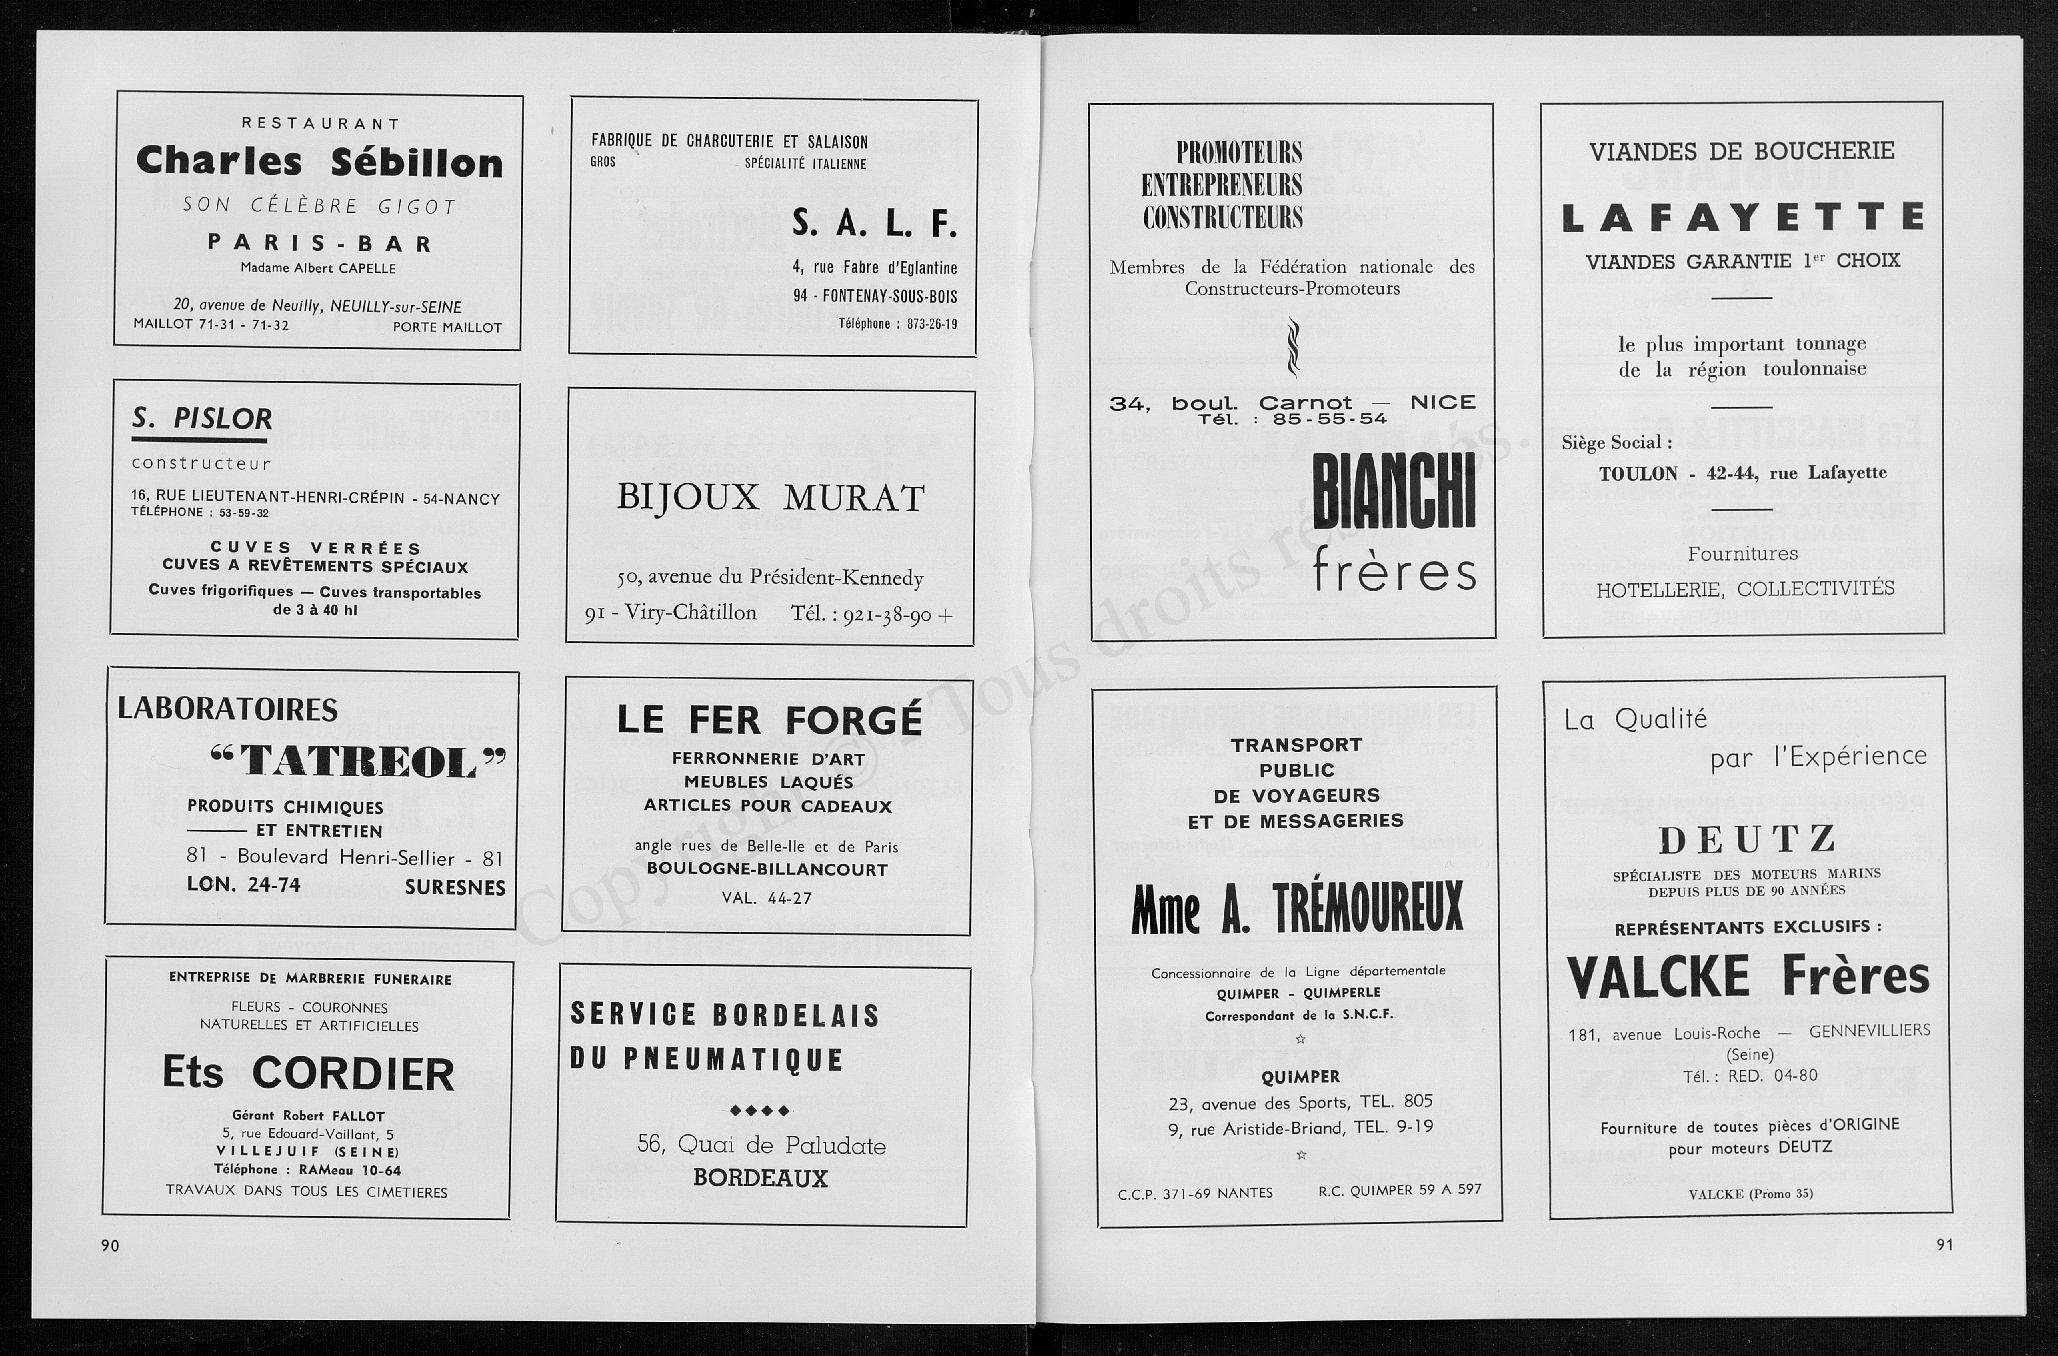 RESTAURANT
Charles Sébillon
SON CÉLÈBRE GIGOT
PARIS-BAR
Madame Albert CAPELLE
20, avenue de Neuilly, NEUILLY-sur-SEINE
MAILLOT 71-31 - 71-32 PORTE MAILLOT
FABRIQUE DE CHARCUTERIE ET SALAISON
GROS SPÉCIALITÉ ITALIENNE
S. A. L. F.
4, rue Fabre d'Eglantine
94 - FONTENAY-SOUS-BOIS
Téléphone : 873-26-19
S. PISLOR
constructeur
16, RUE LIEUTENANT-HENRI-CRÉPIN - 54-NANCY
TÉLÉPHONE : 53-59-32
CUVES VERRÉES
CUVES A REVÊTEMENTS SPÉCIAUX
Cuves frigorifiques — Cuves transportables
de 3 à 40 hl
BIJOUX MURAT
50, avenue du Président-Kennedy
91 - Viry-Châtillon Tél. : 921-38-90 +
LABORATOIRES
“TATREOL”
PRODUITS CHIMIQUES
ET ENTRETIEN
81 - Boulevard Henri-Sellier - 81
LON. 24-74 SURESNES
LE FER FORGÉ
FERRONNERIE D'ART
MEUBLES LAQUÉS
ARTICLES POUR CADEAUX
angle rues de Belle-Ile et de Paris
BOULOGNE-BILLANCOURT
VAL. 44-27
ENTREPRISE DE MARBRERIE FUNERAIRE
FLEURS - COURONNES
NATURELLES ET ARTIFICIELLES
Ets CORDIER
Gérant Robert FALLOT
5, rue Edouard-Vaillant, 5
VILLEJUIF (SEINE)
Téléphone : RAMeau 10-64
TRAVAUX DANS TOUS LES CIMETIERES
SERVICE BORDELAIS
DU PNEUMATIQUE
56, Quai de Paludate
BORDEAUX
90
PROMOTEURS
ENTREPRENEURS
CONSTRUCTEURS
Membres de la Fédération nationale des
Constructeurs-Promoteurs
34, boul. Carnot — NICE
Tél. : 85-55-54
BIANCHI
frères
VIANDES DE BOUCHERIE
LAFAYETTE
VIANDES GARANTIE 1er CHOIX
le plus important tonnage
de la région toulonnaise
Siège Social :
TOULON - 42-44, rue Lafayette
Fournitures
HOTELLERIE, COLLECTIVITÉS
TRANSPORT
PUBLIC
DE VOYAGEURS
ET DE MESSAGERIES
Mme A. TRÉMOUREUX
Concessionnaire de la Ligne départementale
QUIMPER - QUIMPERLE
Correspondant de la S.N.C.F.
QUIMPER
23, avenue des Sports, TEL. 805
9, rue Aristide-Briand, TEL. 9-19
C.C.P. 371-69 NANTES R.C. QUIMPER 59 A 597
La Qualité
par l'Expérience
DEUTZ
SPÉCIALISTE DES MOTEURS MARINS
DEPUIS PLUS DE 90 ANNÉES
REPRÉSENTANTS EXCLUSIFS :
VALCKE Frères
181, avenue Louis-Roche — GENNEVILLIERS
(Seine)
Tél. : RED. 04-80
Fourniture de toutes pièces d'ORIGINE
pour moteurs DEUTZ
VALCKE (Promo 35)
91
Copyright © - Tous droits réservés.